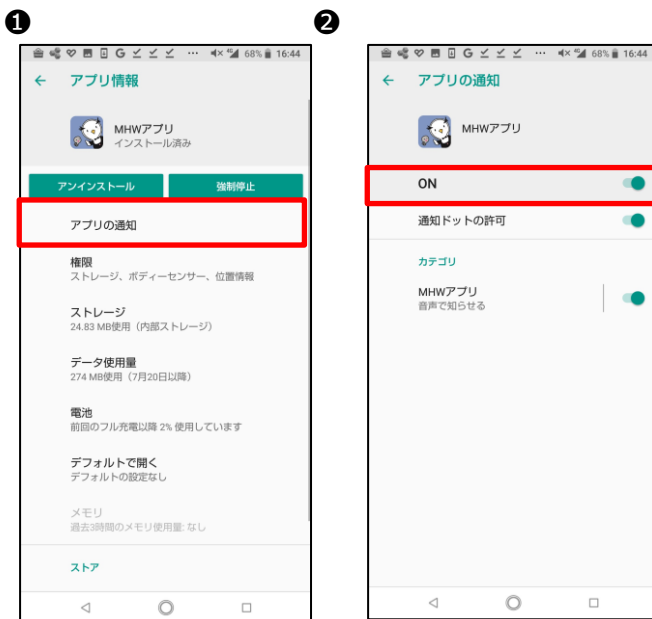 ❶
❷
G ··· 4G 68% 16:44
← アプリ情報
MHWアプリ
インストール済み
アンインストール 強制停止
アプリの通知
権限
ストレージ、ボディーセンサー、位置情報
ストレージ
24.83 MB使用（内部ストレージ）
データ使用量
274 MB使用（7月20日以降）
電池
前回のフル充電以降 2% 使用しています
デフォルトで開く
デフォルトの設定なし
メモリ
過去3時間のメモリ使用量: なし
ストア
G ··· 4G 68% 16:44
← アプリの通知
MHWアプリ
ON
通知ドットの許可
カテゴリ
MHWアプリ
音声で知らせる